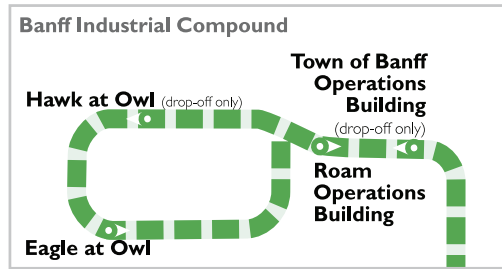 Banff Industrial Compound
Town of Banff
Operations
Building
(drop-off only)
Hawk at Owl (drop-off only)
Roam
Operations
Building
Eagle at Owl